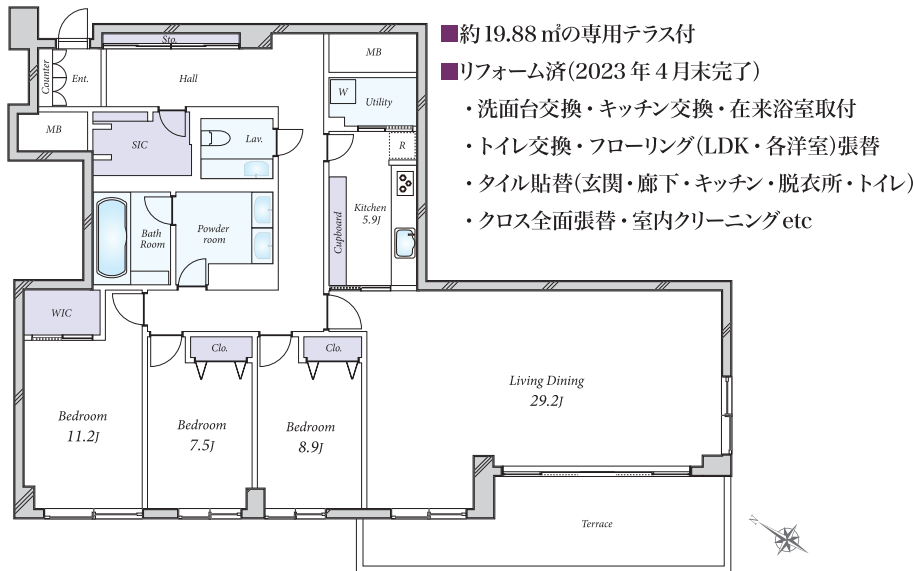 ■約19.88㎡の専用テラス付
■リフォーム済(2023年4月末完了)
・洗面台交換・キッチン交換・在来浴室取付
・トイレ交換・フローリング(LDK・各洋室)張替
・タイル貼替(玄関・廊下・キッチン・脱衣所・トイレ)
・クロス全面張替・室内クリーニングetc
Sto.
MB
Counter
Ent.
Hall
W
Utility
MB
SIC
Lav.
R
Kitchen
5.9J
Cupboard
Bath
Room
Powder
room
WIC
Clo.
Clo.
Living Dining
29.2J
Bedroom
11.2J
Bedroom
7.5J
Bedroom
8.9J
Terrace
N